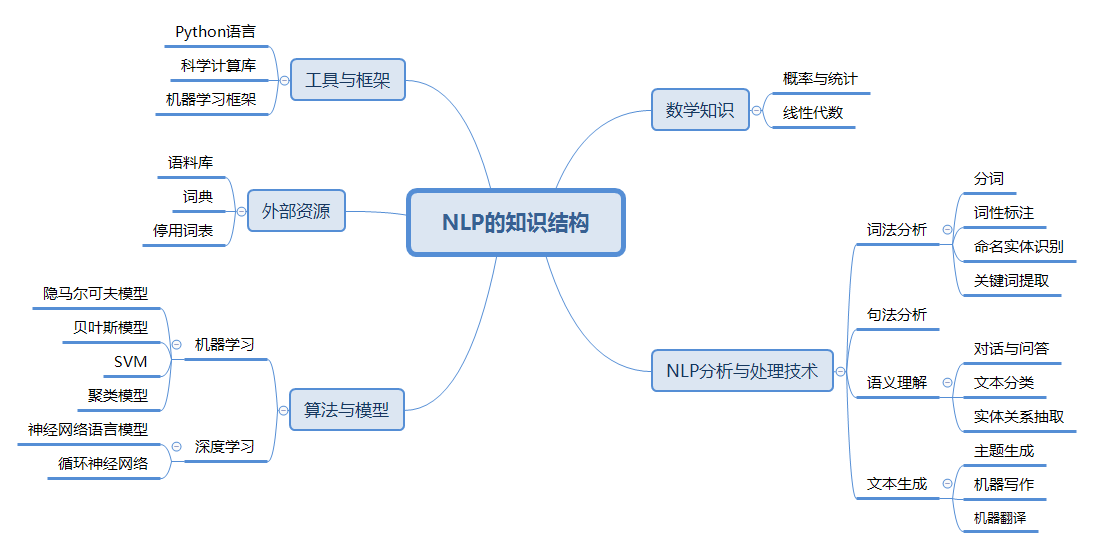 NLP的知识结构
工具与框架
Python语言
科学计算库
机器学习框架
外部资源
语料库
词典
停用词表
算法与模型
机器学习
隐马尔可夫模型
贝叶斯模型
SVM
聚类模型
深度学习
神经网络语言模型
循环神经网络
数学知识
概率与统计
线性代数
NLP分析与处理技术
词法分析
分词
词性标注
命名实体识别
关键词提取
句法分析
语义理解
对话与问答
文本分类
实体关系抽取
文本生成
主题生成
机器写作
机器翻译